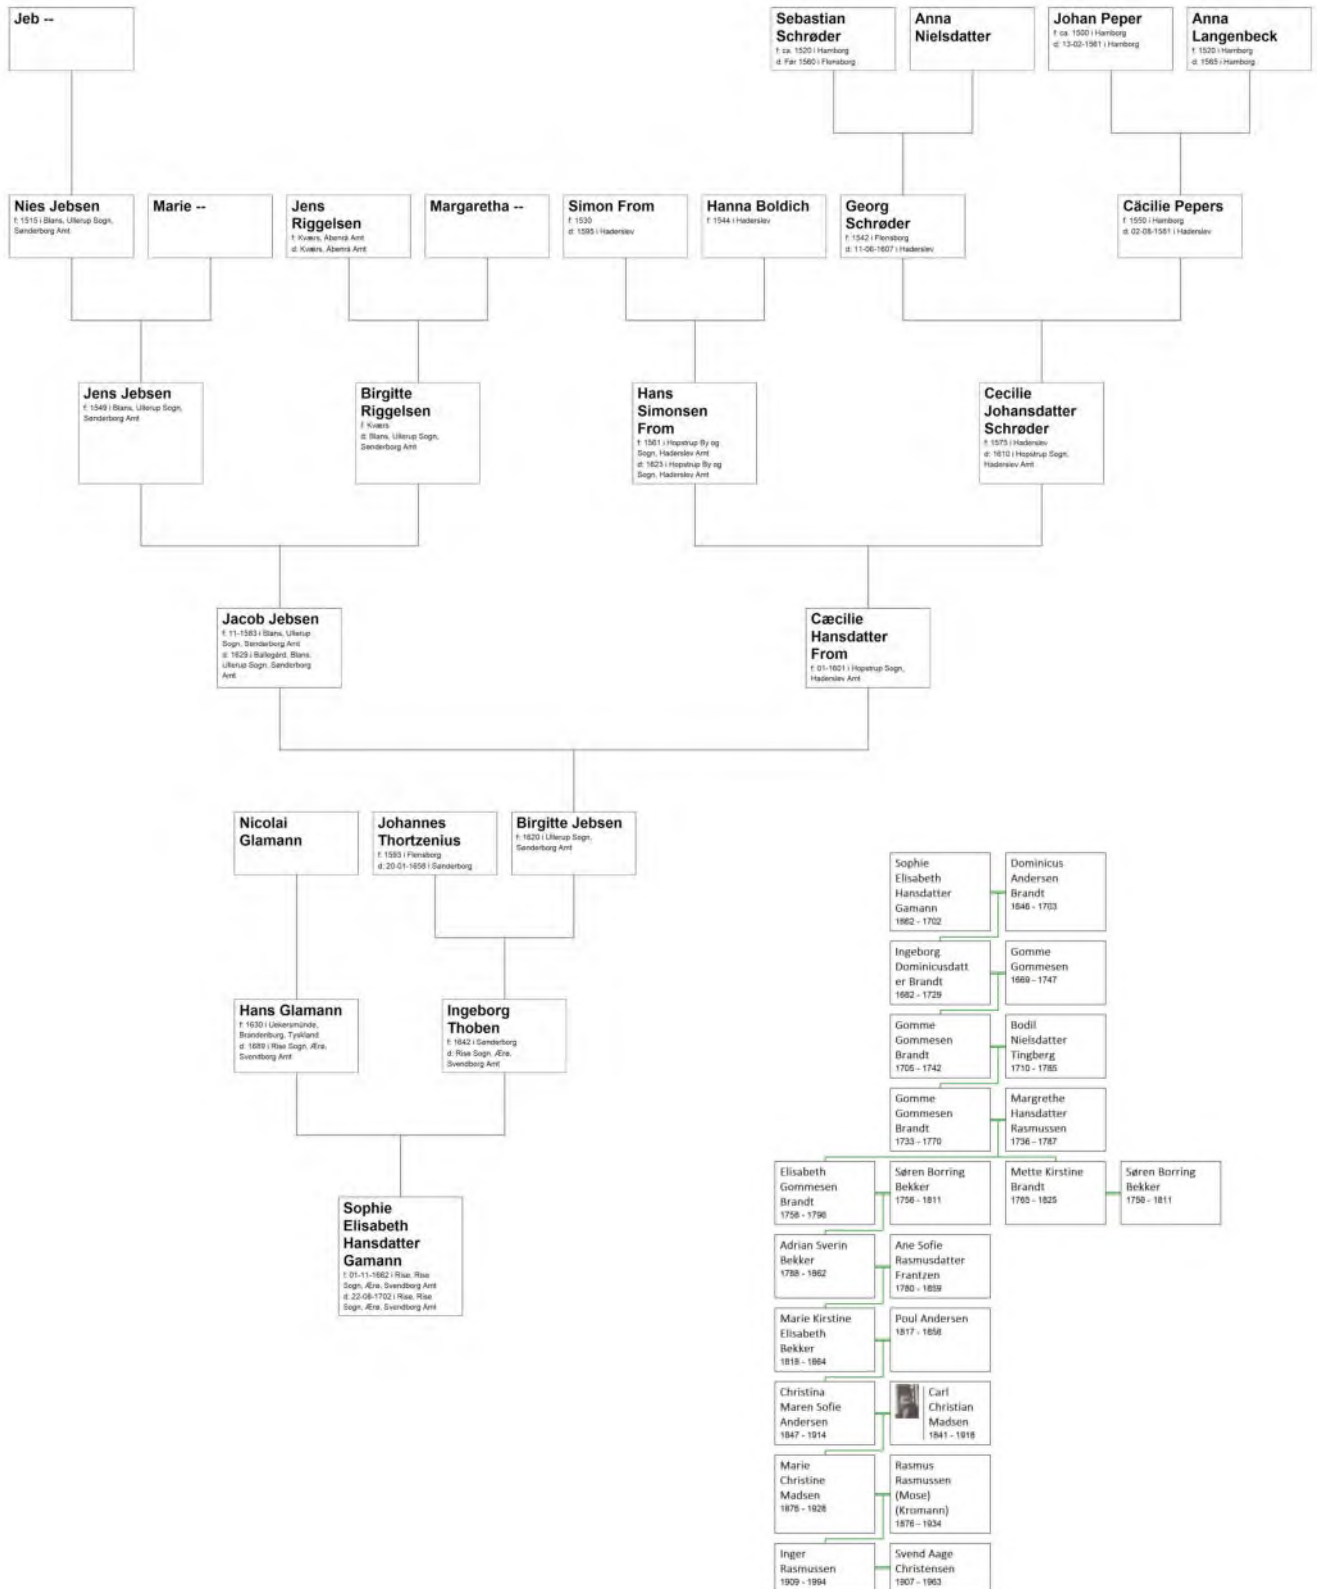 Jeb --
Sebastian
Schrøder
f: ca. 1520 i Hamborg
d: Før 1560 i Flensborg
Anna
Nielsdatter
Johan Peper
f: ca. 1500 i Hamborg
d: 13-02-1561 i Hamborg
Anna
Langenbeck
f: 1520 i Hamborg
d: 1565 i Hamborg
Nies Jebsen
f: 1515 i Blans, Ullerup Sogn,
Sønderborg Amt
Marie --
Jens
Riggelsen
f: Kværs, Åbenrå Amt
d: Kværs, Åbenrå Amt
Margaretha --
Simon From
f: 1530
d: 1595 i Haderslev
Hanna Boldich
f: 1544 i Haderslev
Georg
Schrøder
f: 1542 i Flensborg
d: 11-06-1607 i Haderslev
Cäcilie Pepers
f: 1550 i Hamborg
d: 02-08-1581 i Haderslev
Jens Jebsen
f: 1549 i Blans, Ullerup Sogn,
Sønderborg Amt
Birgitte
Riggelsen
f: Kværs
d: Blans, Ullerup Sogn,
Sønderborg Amt
Hans
Simonsen
From
f: 1561 i Hopstrup By og
Sogn, Haderslev Amt
d: 1623 i Hopstrup By og
Sogn, Haderslev Amt
Cecilie
Johansdatter
Schrøder
f: 1575 i Haderslev
d: 1610 i Hopstrup Sogn,
Haderslev Amt
Jacob Jebsen
f: 11-1583 i Blans, Ullerup
Sogn, Sønderborg Amt
d: 1629 i Ballegård, Blans,
Ullerup Sogn, Sønderborg
Amt
Cæcilie
Hansdatter
From
f: 01-1601 i Hopstrup Sogn,
Haderslev Amt
Nicolai
Glamann
Johannes
Thortzenius
f: 1593 i Flensborg
d: 20-01-1658 i Sønderborg
Birgitte Jebsen
f: 1620 i Ullerup Sogn,
Sønderborg Amt
Hans Glamann
f: 1630 i Uekersmünde,
Brandenburg, Tyskland
d: 1689 i Rise Sogn, Ærø,
Svendborg Amt
Ingeborg
Thoben
f: 1642 i Sønderborg
d: Rise Sogn, Ærø,
Svendborg Amt
Sophie
Elisabeth
Hansdatter
Gamann
f: 01-11-1662 i Rise, Rise
Sogn, Ærø, Svendborg Amt
d: 22-08-1702 i Rise, Rise
Sogn, Ærø, Svendborg Amt
Sophie
Elisabeth
Hansdatter
Gamann
1662 - 1702
Dominicus
Andersen
Brandt
1646 - 1703
Ingeborg
Dominicusdatt
er Brandt
1682 - 1729
Gomme
Gommesen
1669 - 1747
Gomme
Gommesen
Brandt
1705 - 1742
Bodil
Nielsdatter
Tingberg
1710 - 1785
Gomme
Gommesen
Brandt
1733 - 1770
Margrethe
Hansdatter
Rasmussen
1736 - 1787
Elisabeth
Gommesen
Brandt
1758 - 1796
Søren Borring
Bekker
1756 - 1811
Mette Kirstine
Brandt
1765 - 1825
Søren Borring
Bekker
1756 - 1811
Adrian Sverin
Bekker
1788 - 1862
Ane Sofie
Rasmusdatter
Frantzen
1780 - 1859
Marie Kirstine
Elisabeth
Bekker
1818 - 1864
Poul Andersen
1817 - 1858
Christina
Maren Sofie
Andersen
1847 - 1914
Carl
Christian
Madsen
1841 - 1918
Marie
Christine
Madsen
1875 - 1928
Rasmus
Rasmussen
(Mose)
(Kromann)
1876 - 1934
Inger
Rasmussen
1909 - 1994
Svend Aage
Christensen
1907 - 1963